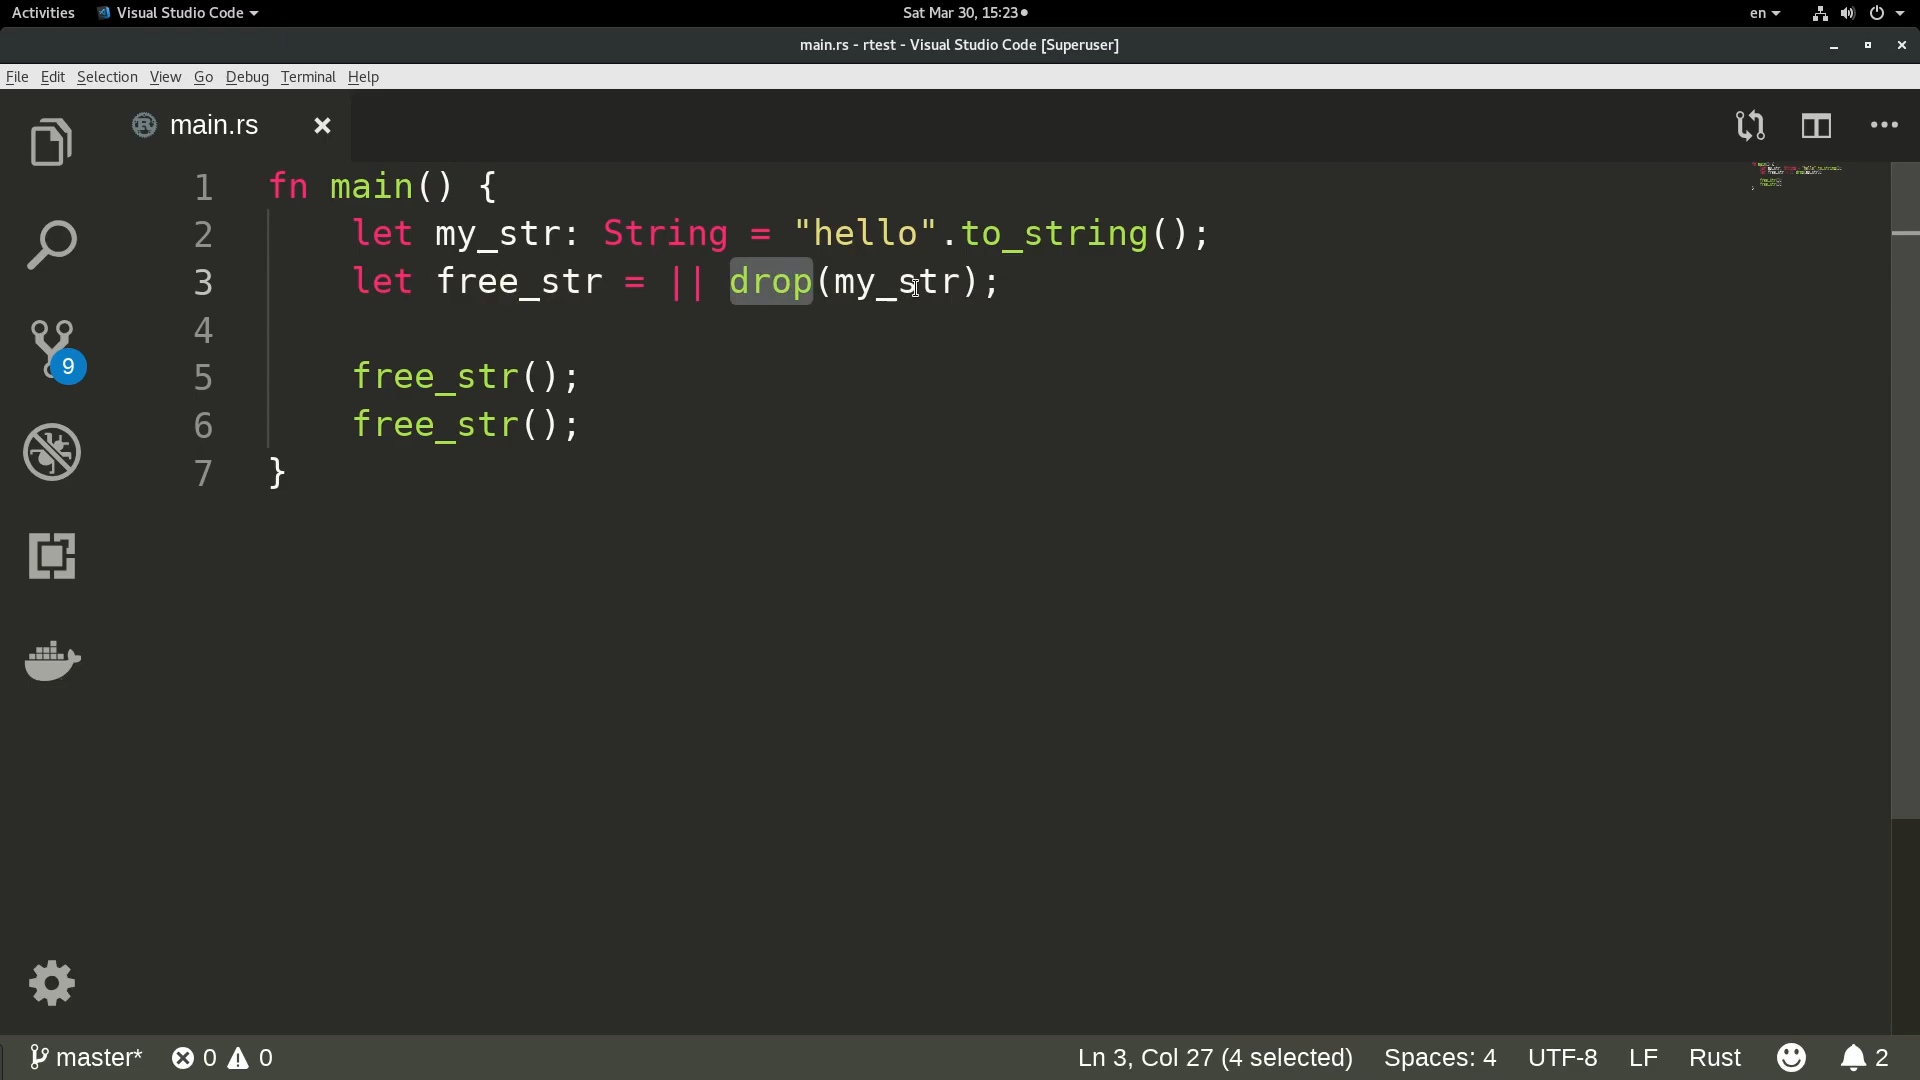 Activities Visual Studio Code Sat Mar 30, 15:23 en
main.rs - rtest - Visual Studio Code [Superuser]
File Edit Selection View Go Debug Terminal Help
main.rs
1 fn main() {
2     let my_str: String = "hello".to_string();
3     let free_str = || drop(my_str);
4
5     free_str();
6     free_str();
7 }
9
master* 0 0 Ln 3, Col 27 (4 selected) Spaces: 4 UTF-8 LF Rust 2